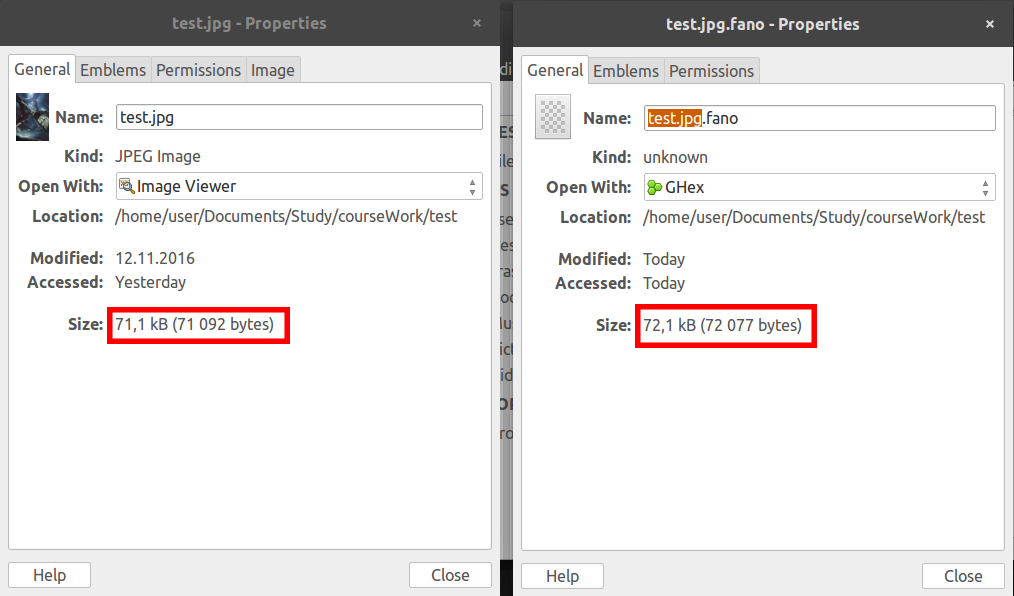 test.jpg - Properties
×
General Emblems Permissions Image
Name: test.jpg
Kind: JPEG Image
Open With: Image Viewer
Location: /home/user/Documents/Study/courseWork/test
Modified: 12.11.2016
Accessed: Yesterday
Size: 71,1 kB (71 092 bytes)
Help Close
test.jpg.fano - Properties
×
General Emblems Permissions
Name: test.jpg.fano
Kind: unknown
Open With: GHex
Location: /home/user/Documents/Study/courseWork/test
Modified: Today
Accessed: Today
Size: 72,1 kB (72 077 bytes)
Help Close